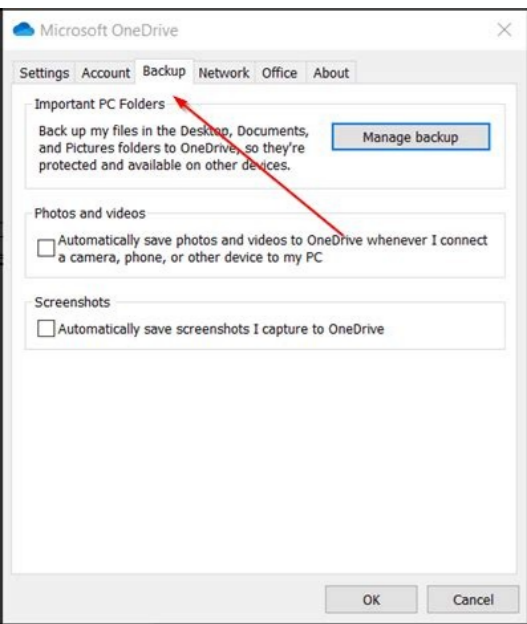 Microsoft OneDrive
Settings Account Backup Network Office About
Important PC Folders
Back up my files in the Desktop, Documents,
and Pictures folders to OneDrive, so they're
protected and available on other devices.
Manage backup
Photos and videos
Automatically save photos and videos to OneDrive whenever I connect
a camera, phone, or other device to my PC
Screenshots
Automatically save screenshots I capture to OneDrive
OK Cancel